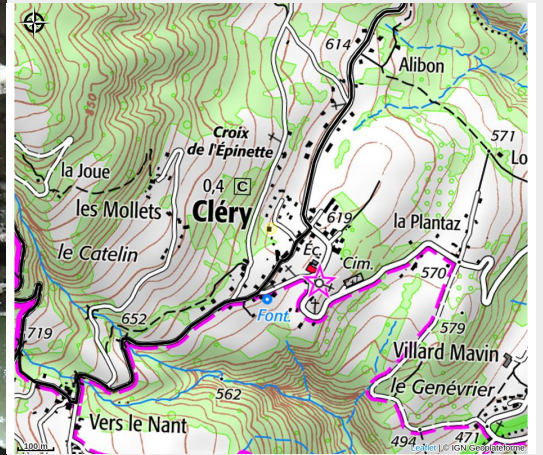 614
Alibon
850
571
Croix
de l'Épinette
Lo
la Joue
0,4 C
les Mollets
Cléry
619
la Plantaz
le Catelin
Éc.
Cim.
570
Font.
652
719
579
Villard Mavin
562
le Genévrier
Vers le Nant
494
471
100 m
Leaflet | © IGN Geoplateforme